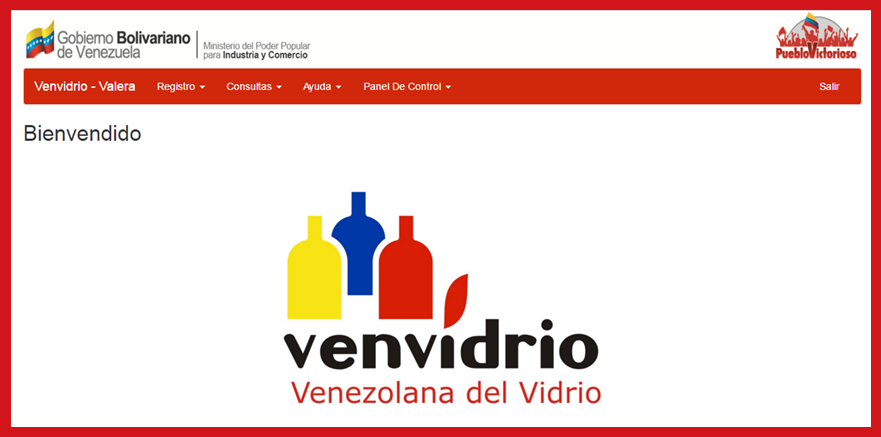 Gobierno Bolivariano
de Venezuela
Ministerio del Poder Popular
para Industria y Comercio
PuebloVictorioso
Venvidrio - Valera Registro Consultas Ayuda Panel De Control Salir
Bienvendido
venvidrio
Venezolana del Vidrio